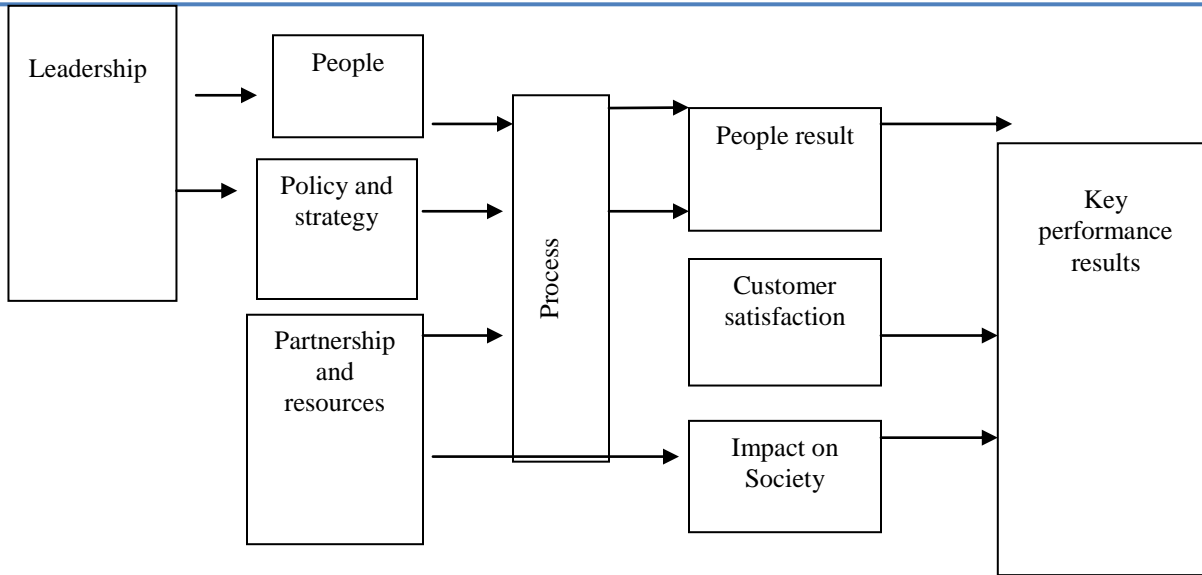 Leadership
People
Policy and
strategy
Partnership
and
resources
Process
People result
Customer
satisfaction
Impact on
Society
Key
performance
results